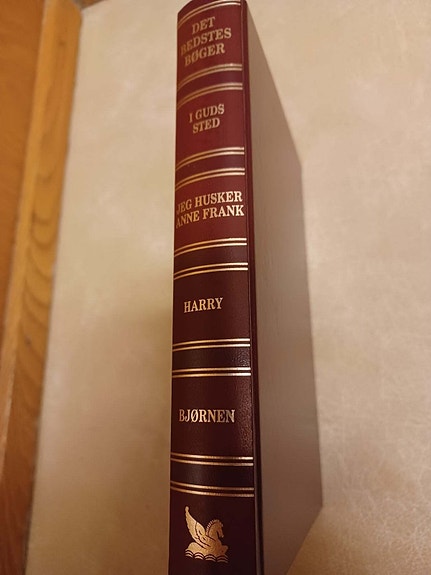 DET
BEDSTES
BØGER
I GUDS
STED
JEG HUSKER
ANNE FRANK
HARRY
BJØRNEN